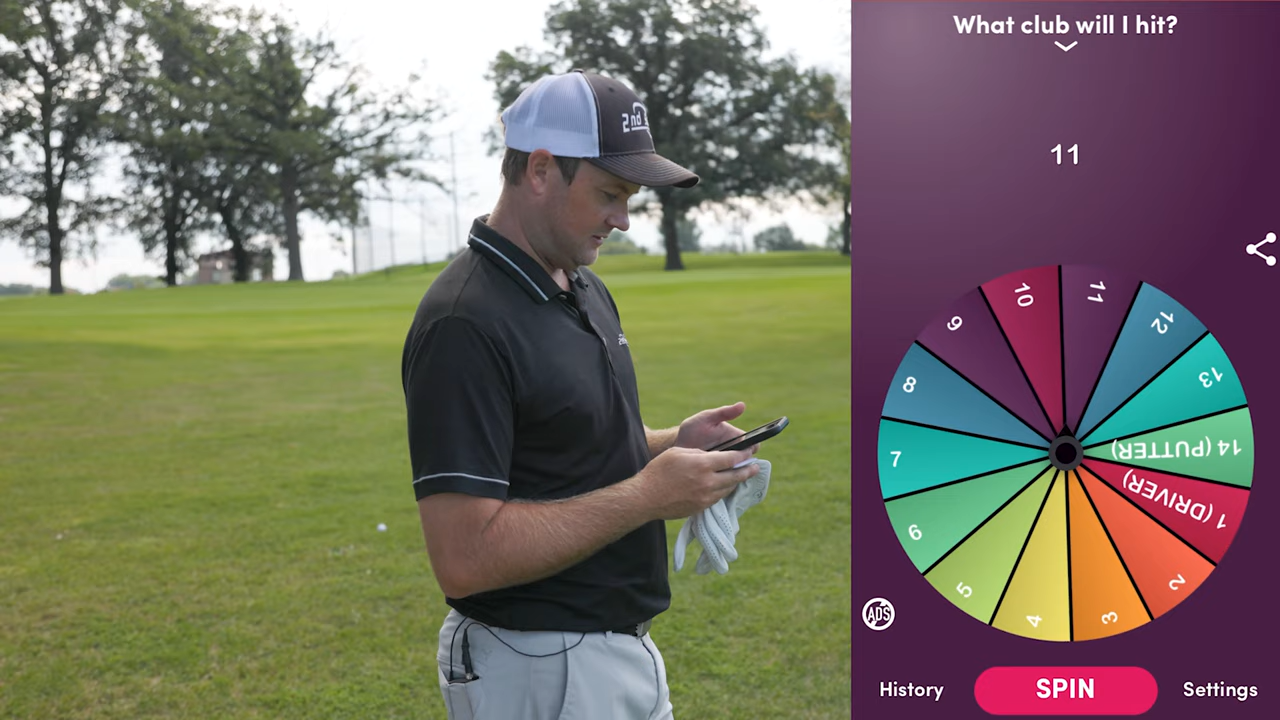 What club will I hit?
11
2nd
10
11
12
9
13
8
14 (PUTTER)
7
1 (DRIVER)
6
2
5
4
3
ADS
History
SPIN
Settings